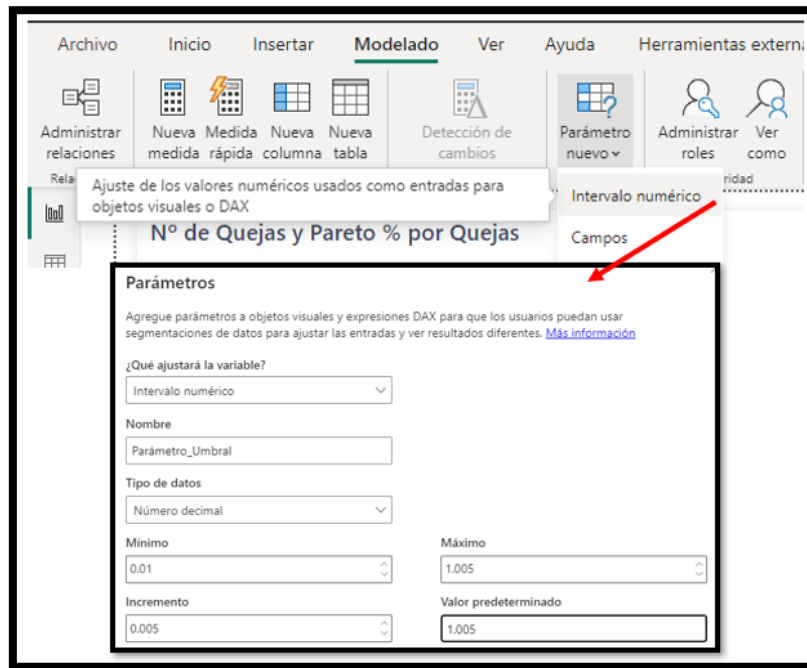 Archivo Inicio Insertar Modelado Ver Ayuda Herramientas extern
Administrar relaciones
Nueva medida
Medida rápida
Nueva columna
Nueva tabla
Detección de cambios
Parámetro nuevo
Administrar roles
Ver como
Rela
ridad
Ajuste de los valores numéricos usados como entradas para
objetos visuales o DAX
Intervalo numérico
Campos
Nº de Quejas y Pareto % por Quejas
Parámetros
Agregue parámetros a objetos visuales y expresiones DAX para que los usuarios puedan usar
segmentaciones de datos para ajustar las entradas y ver resultados diferentes. Más información
¿Qué ajustará la variable?
Intervalo numérico
Nombre
Parámetro_Umbral
Tipo de datos
Número decimal
Mínimo Máximo
0.01 1.005
Incremento Valor predeterminado
0.005 1.005